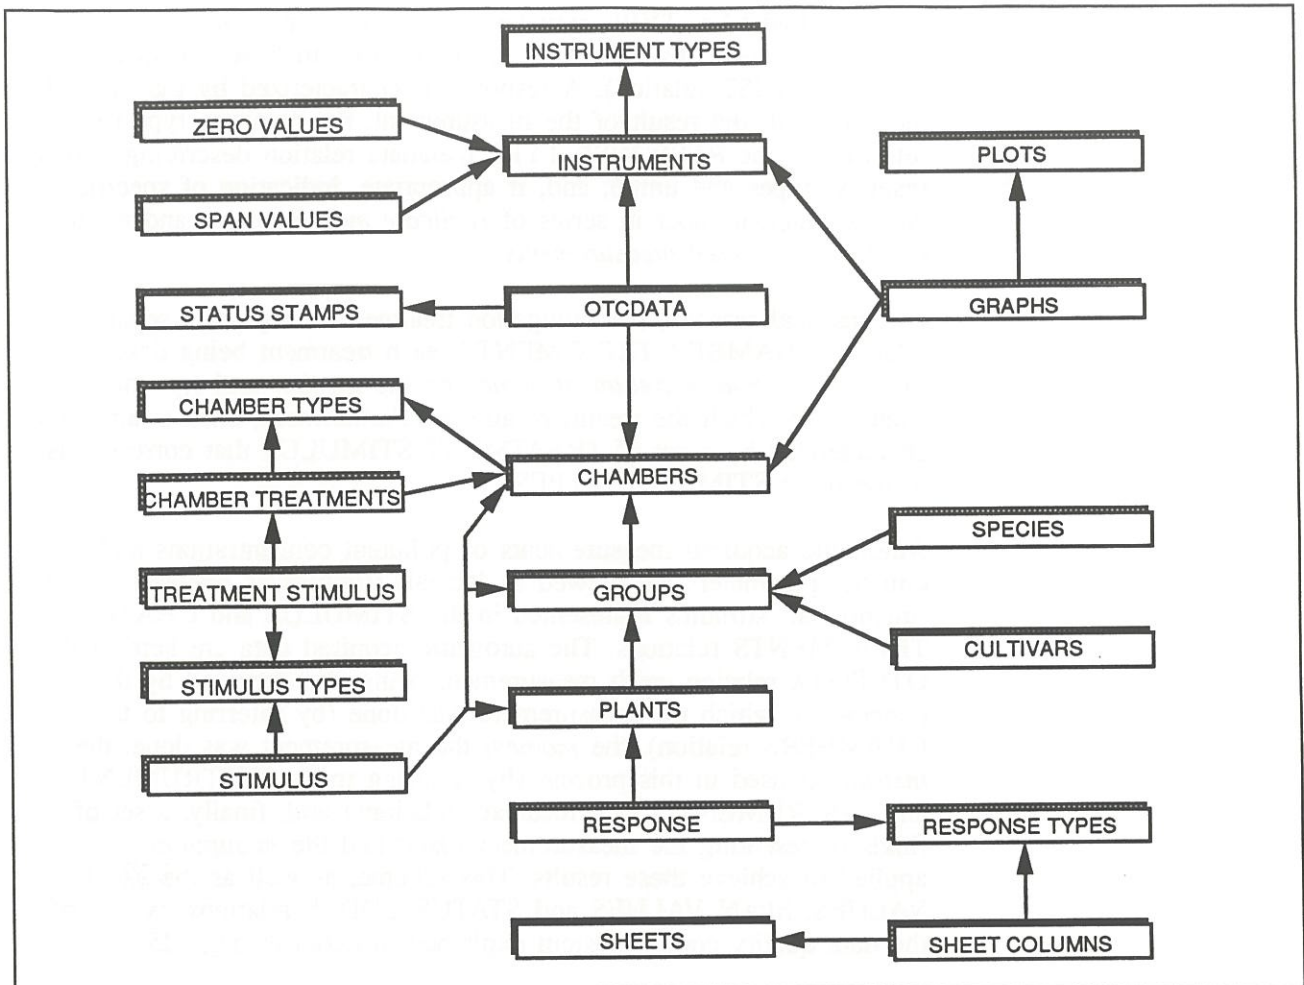 INSTRUMENT TYPES
ZERO VALUES
INSTRUMENTS
PLOTS
SPAN VALUES
STATUS STAMPS
OTCDATA
GRAPHS
CHAMBER TYPES
CHAMBERS
CHAMBER TREATMENTS
SPECIES
TREATMENT STIMULUS
GROUPS
CULTIVARS
STIMULUS TYPES
PLANTS
STIMULUS
RESPONSE
RESPONSE TYPES
SHEETS
SHEET COLUMNS